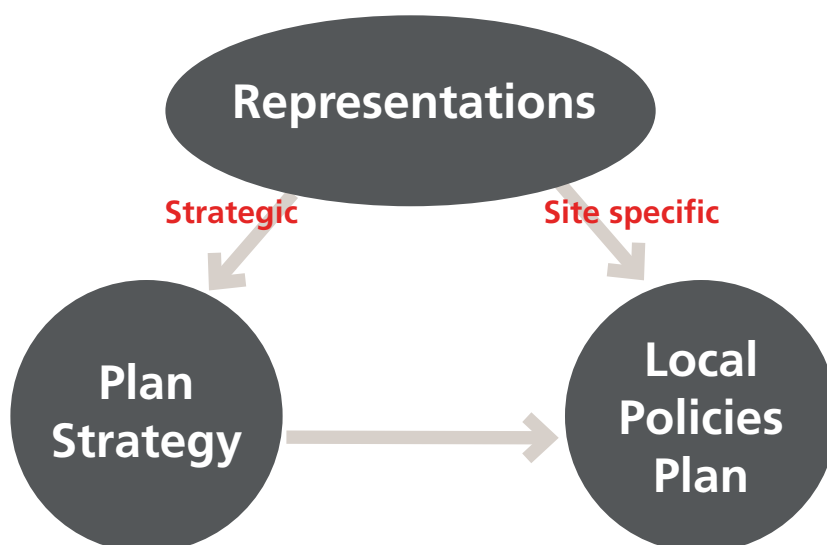 Representations
Strategic
Site specific
Plan
Strategy
Local
Policies
Plan